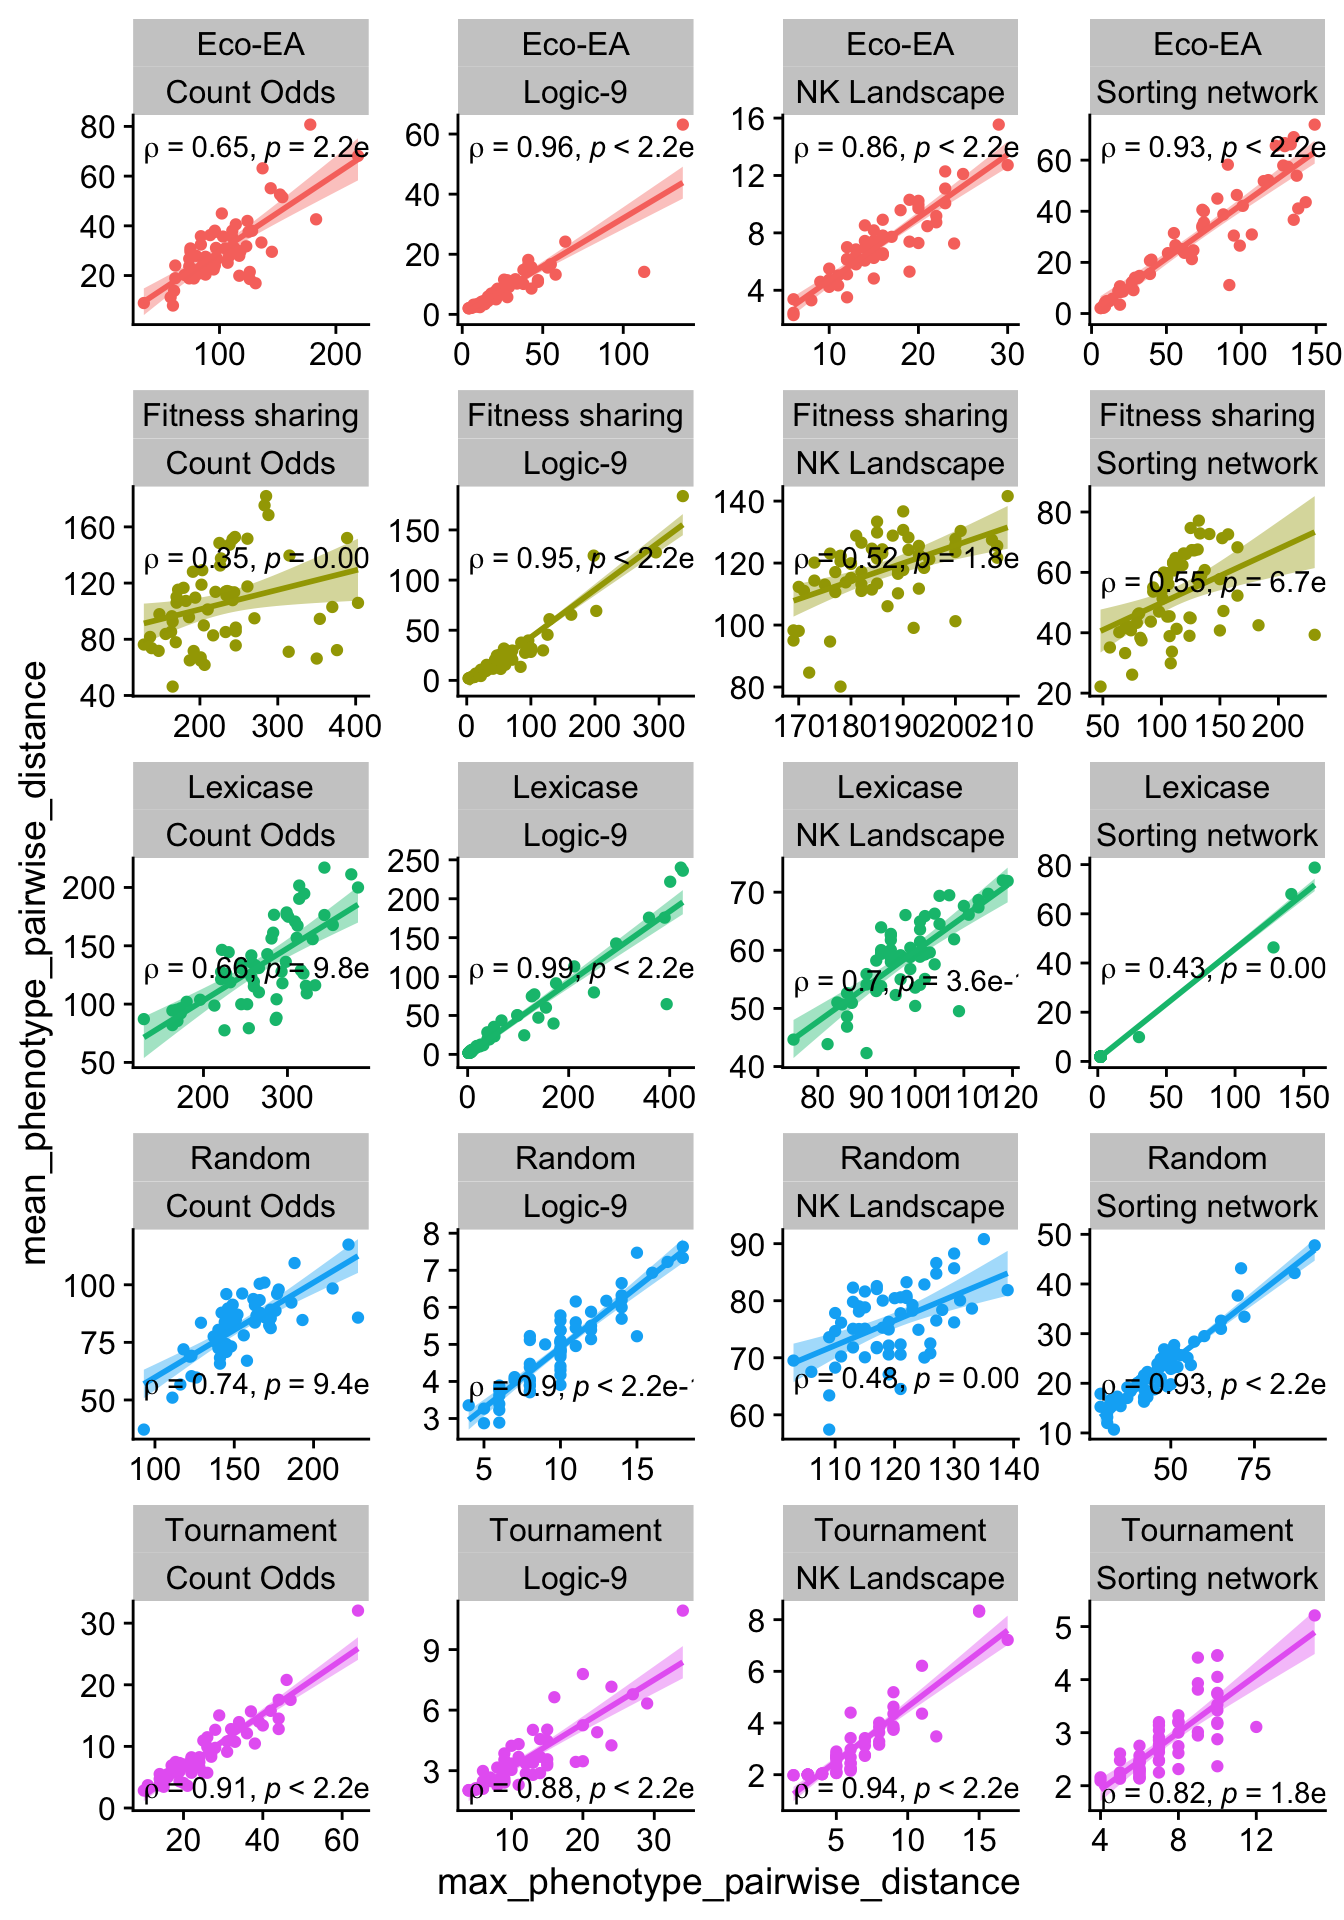 Eco-EA Eco-EA Eco-EA Eco-EA
Count Odds Logic-9 NK Landscape Sorting network
ρ = 0.65, p = 2.2e ρ = 0.96, p < 2.2e ρ = 0.86, p < 2.2e ρ = 0.93, p < 2.2e
80 60 40 20
60 40 20 0
16 12 8 4
60 40 20 0
100 200 0 50 100 10 20 30 0 50 100 150
Fitness sharing Fitness sharing Fitness sharing Fitness sharing
Count Odds Logic-9 NK Landscape Sorting network
ρ = 0.35, p = 0.00 ρ = 0.95, p < 2.2e ρ = 0.52, p = 1.8e ρ = 0.55, p = 6.7e
160 120 80 40
150 100 50 0
140 120 100 80
80 60 40 20
200 300 400 0 100 200 300 170 180 190 200 210 50 100 150 200
mean_phenotype_pairwise_distance
Lexicase Lexicase Lexicase Lexicase
Count Odds Logic-9 NK Landscape Sorting network
ρ = 0.66, p = 9.8e ρ = 0.99, p < 2.2e ρ = 0.7, p = 3.6e- ρ = 0.43, p = 0.00
200 150 100 50
250 200 150 100 50 0
70 60 50 40
80 60 40 20 0
200 300 0 200 400 80 90 100 110 120 0 50 100 150
Random Random Random Random
Count Odds Logic-9 NK Landscape Sorting network
ρ = 0.74, p = 9.4e ρ = 0.9, p < 2.2e- ρ = 0.48, p = 0.00 ρ = 0.93, p < 2.2e
100 75 50
8 7 6 5 4 3
90 80 70 60
50 40 30 20 10
100 150 200 5 10 15 110 120 130 140 50 75
Tournament Tournament Tournament Tournament
Count Odds Logic-9 NK Landscape Sorting network
ρ = 0.91, p < 2.2e ρ = 0.88, p < 2.2e ρ = 0.94, p < 2.2e ρ = 0.82, p = 1.8e
30 20 10 0
9 6 3
8 6 4 2
5 4 3 2
20 40 60 10 20 30 5 10 15 4 8 12
max_phenotype_pairwise_distance